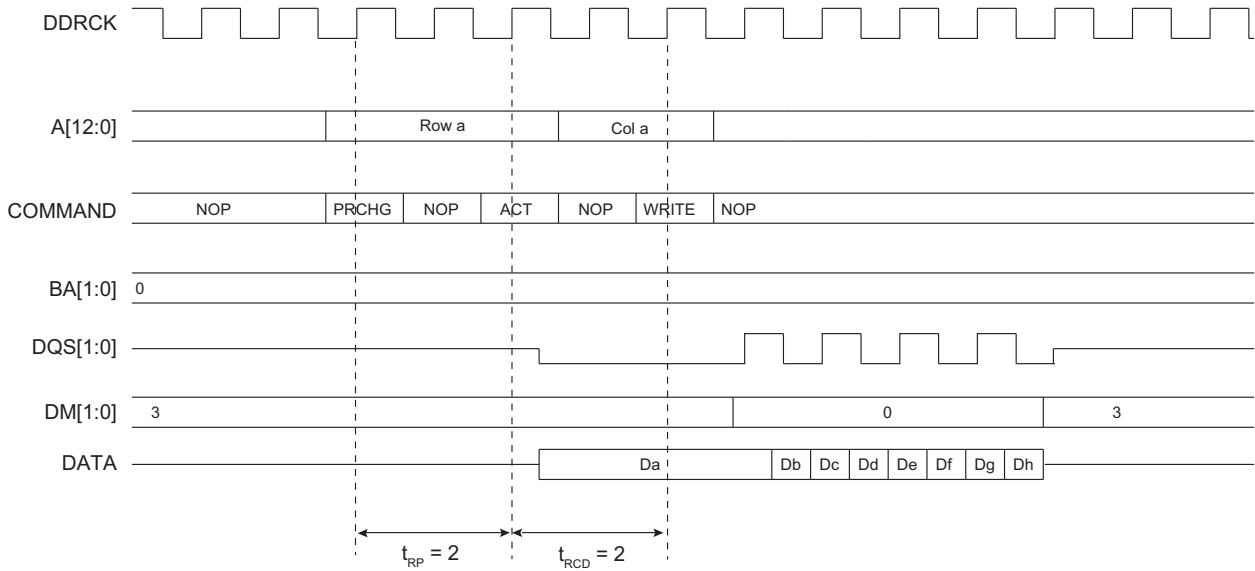 DDRCK
A[12:0] Row a Col a
COMMAND NOP PRCHG NOP ACT NOP WRITE NOP
BA[1:0] 0
DQS[1:0]
DM[1:0] 3 0 3
DATA Da Db Dc Dd De Df Dg Dh
tRP = 2 tRCD = 2